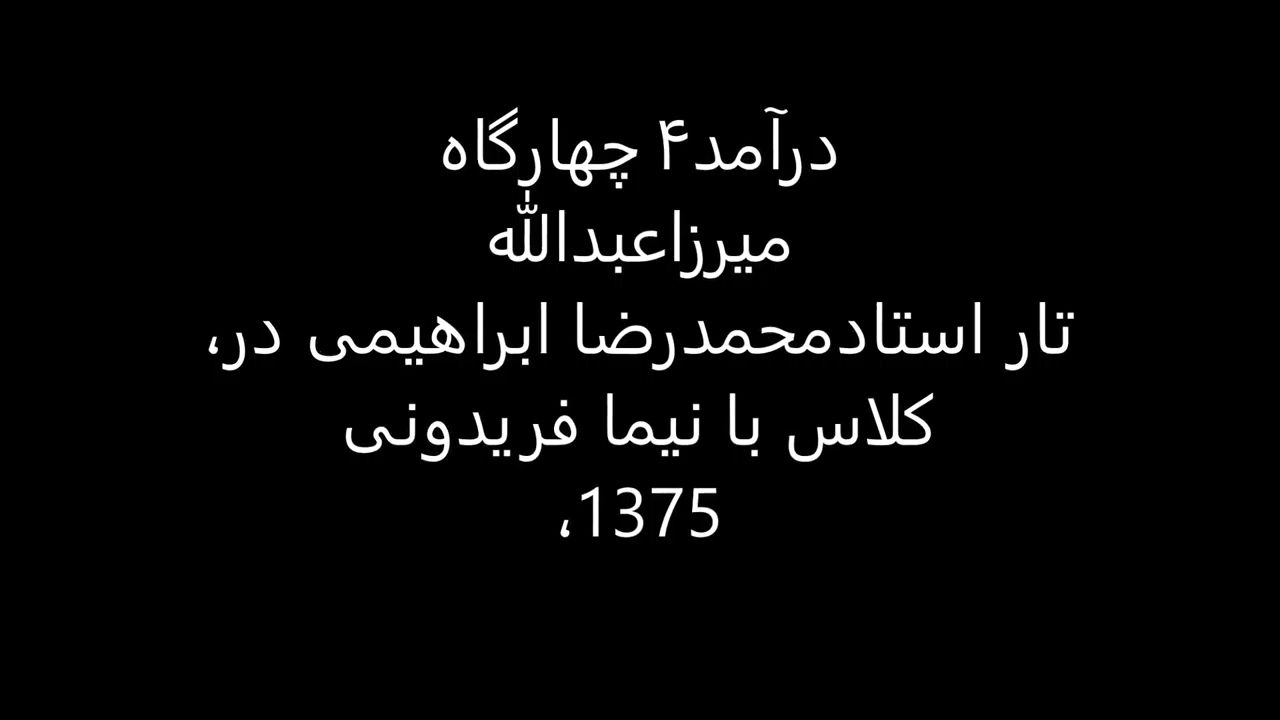 درآمد۴ چهارگاه
میرزاعبدالله
تار استادمحمدرضا ابراهیمی در،
کلاس با نیما فریدونی
1375،